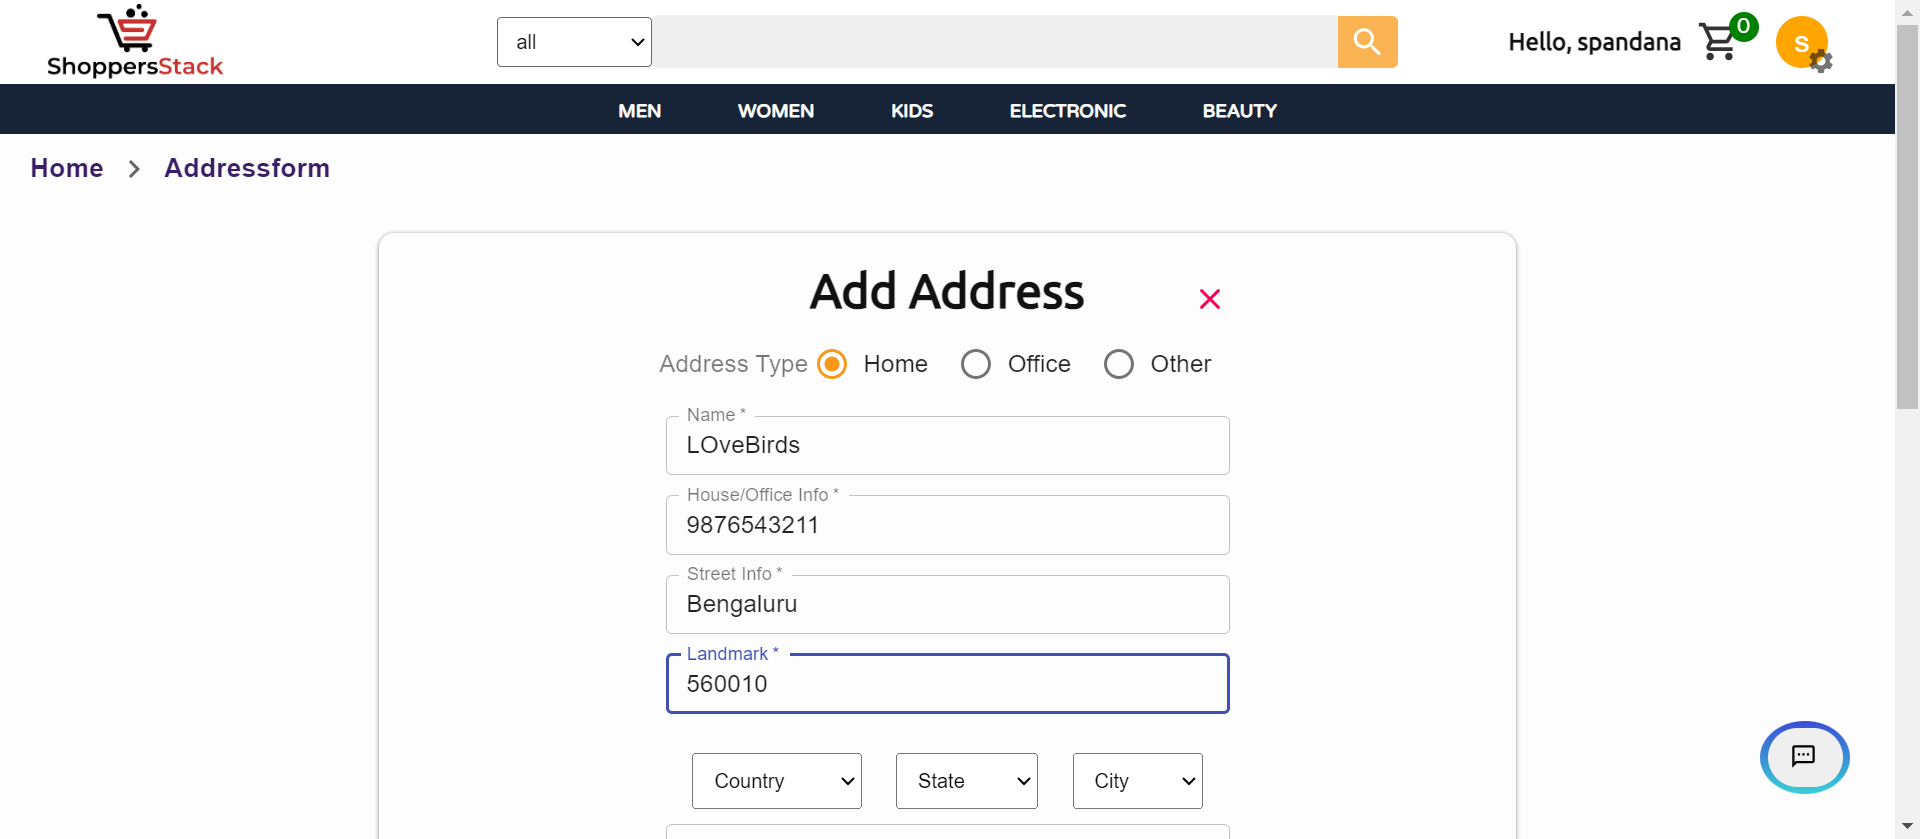 ShoppersStack
all
Hello, spandana
0
S
MEN WOMEN KIDS ELECTRONIC BEAUTY
Home > Addressform
Add Address
Address Type Home Office Other
Name *
LOveBirds
House/Office Info *
9876543211
Street Info *
Bengaluru
Landmark *
560010
Country State City